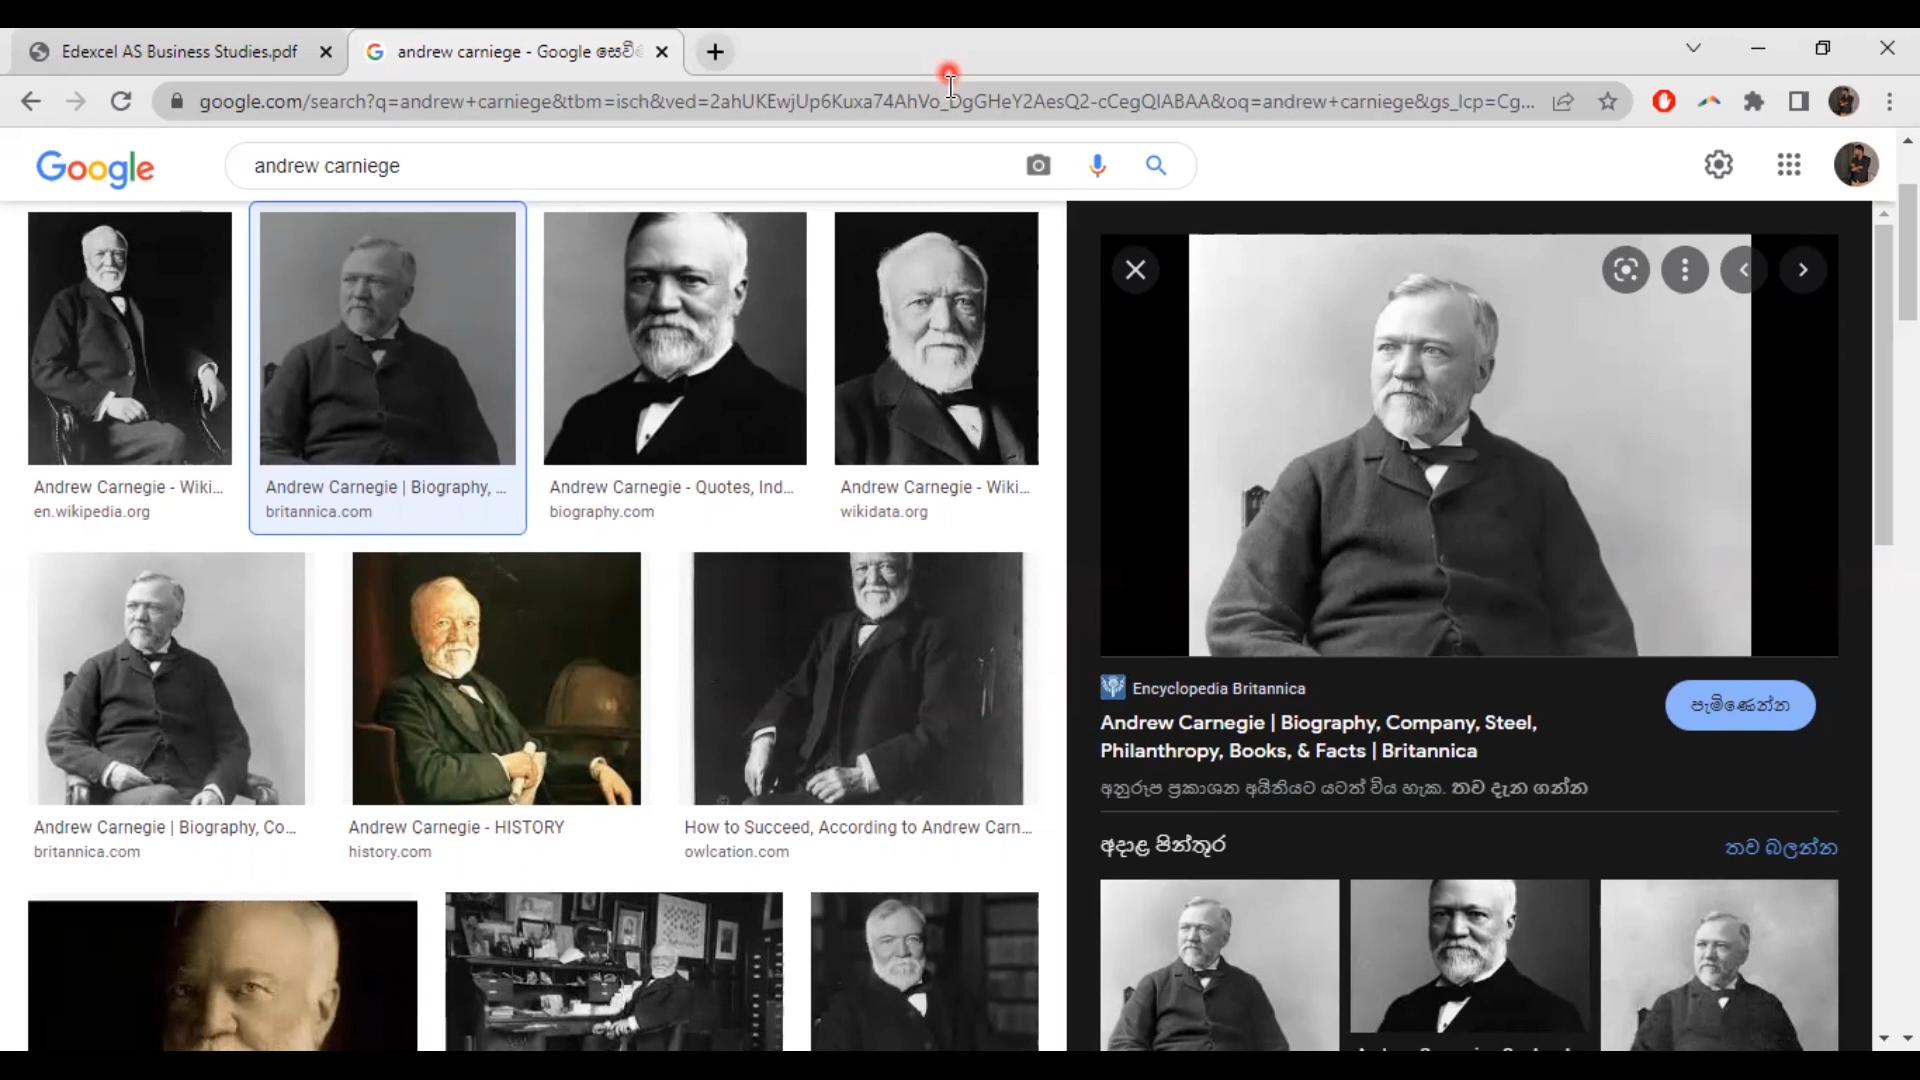 Edexcel AS Business Studies.pdf
andrew carniege - Google සෙවීම
google.com/search?q=andrew+carniege&tbm=isch&ved=2ahUKEwjUp6Kuxa74AhVo_DgGHeY2AesQ2-cCegQIABAA&oq=andrew+carniege&gs_lcp=Cg...
Google
andrew carniege
Andrew Carnegie - Wiki...
en.wikipedia.org
Andrew Carnegie | Biography, ...
britannica.com
Andrew Carnegie - Quotes, Ind...
biography.com
Andrew Carnegie - Wiki...
wikidata.org
Andrew Carnegie | Biography, Co...
britannica.com
Andrew Carnegie - HISTORY
history.com
How to Succeed, According to Andrew Carn...
owlcation.com
Encyclopedia Britannica
Andrew Carnegie | Biography, Company, Steel,
Philanthropy, Books, & Facts | Britannica
පැමිණෙන්න
අනුරූප ප්‍රකාශන අයිතියට යටත් විය හැක. තව දැන ගන්න
අදාළ පින්තූර
තව බලන්න